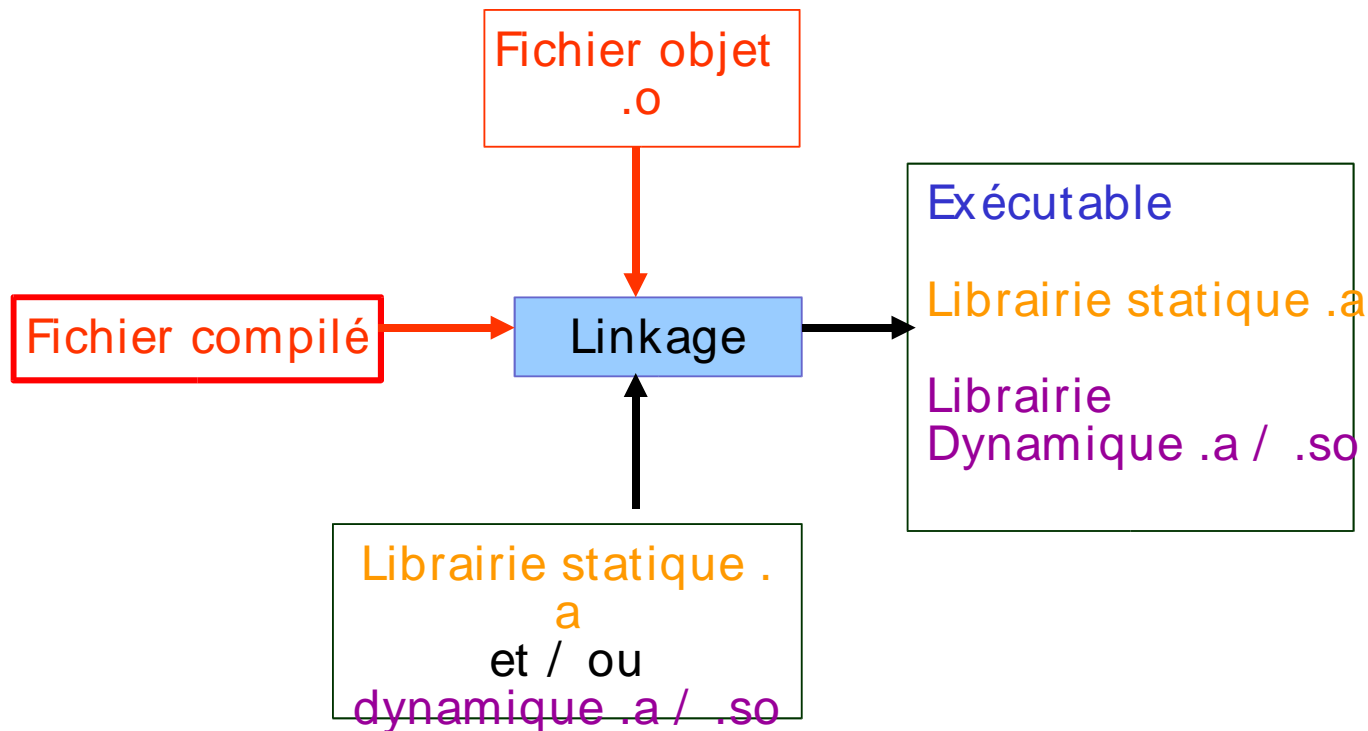 Fichier objet
.o
Exécutable
Librairie statique .a
Librairie
Dynamique .a / .so
Fichier compilé
Linkage
Librairie statique .
a
et / ou
dynamique .a / .so